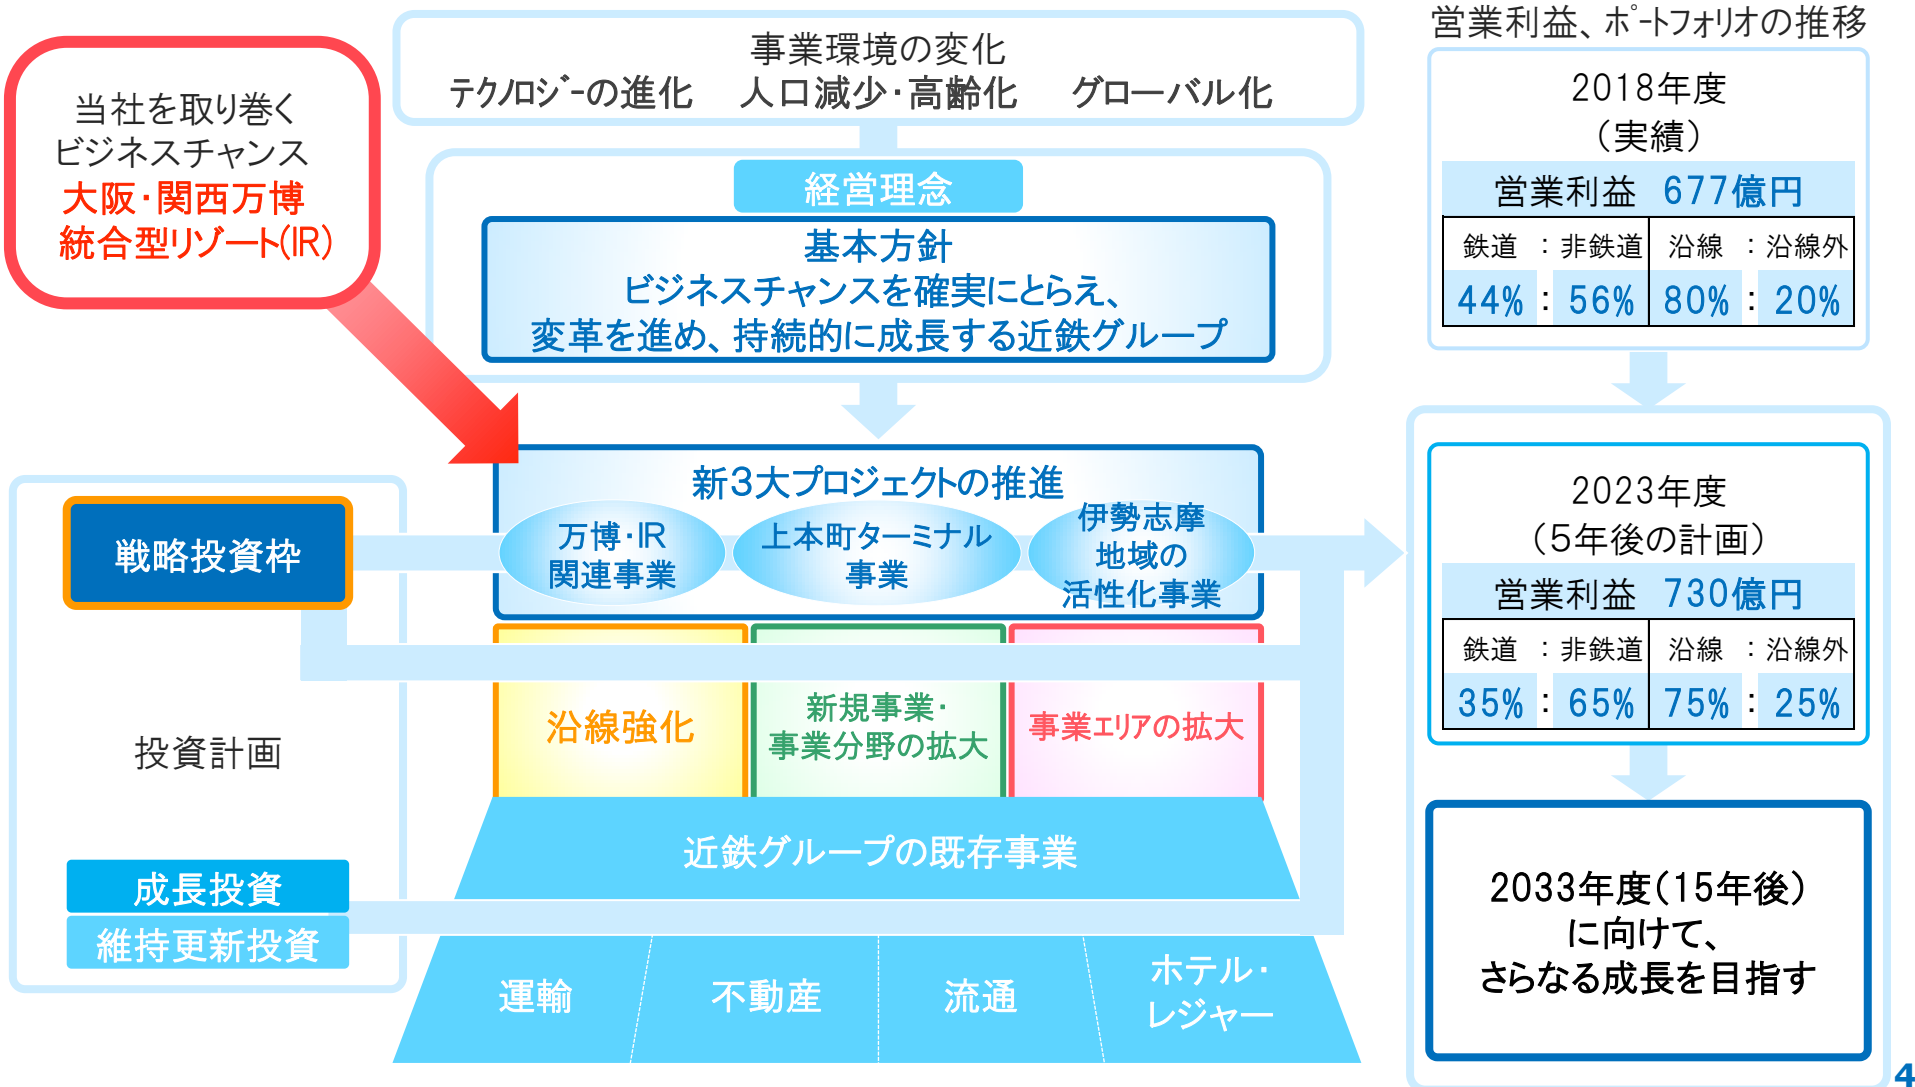 事業環境の変化
テクノロジーの進化　人口減少・高齢化　グローバル化
当社を取り巻く
ビジネスチャンス
大阪・関西万博
統合型リゾート(IR)
経営理念
基本方針
ビジネスチャンスを確実にとらえ、
変革を進め、持続的に成長する近鉄グループ
新3大プロジェクトの推進
万博・IR
関連事業
上本町ターミナル
事業
伊勢志摩
地域の
活性化事業
戦略投資枠
投資計画
成長投資
維持更新投資
沿線強化
新規事業・
事業分野の拡大
事業エリアの拡大
近鉄グループの既存事業
運輸
不動産
流通
ホテル・
レジャー
営業利益、ポートフォリオの推移
2018年度
（実績）
営業利益　677億円
鉄道　：非鉄道　沿線　：沿線外
44%：56%　80%：20%
2023年度
（5年後の計画）
営業利益　730億円
鉄道　：非鉄道　沿線　：沿線外
35%：65%　75%：25%
2033年度（15年後）
に向けて、
さらなる成長を目指す
4